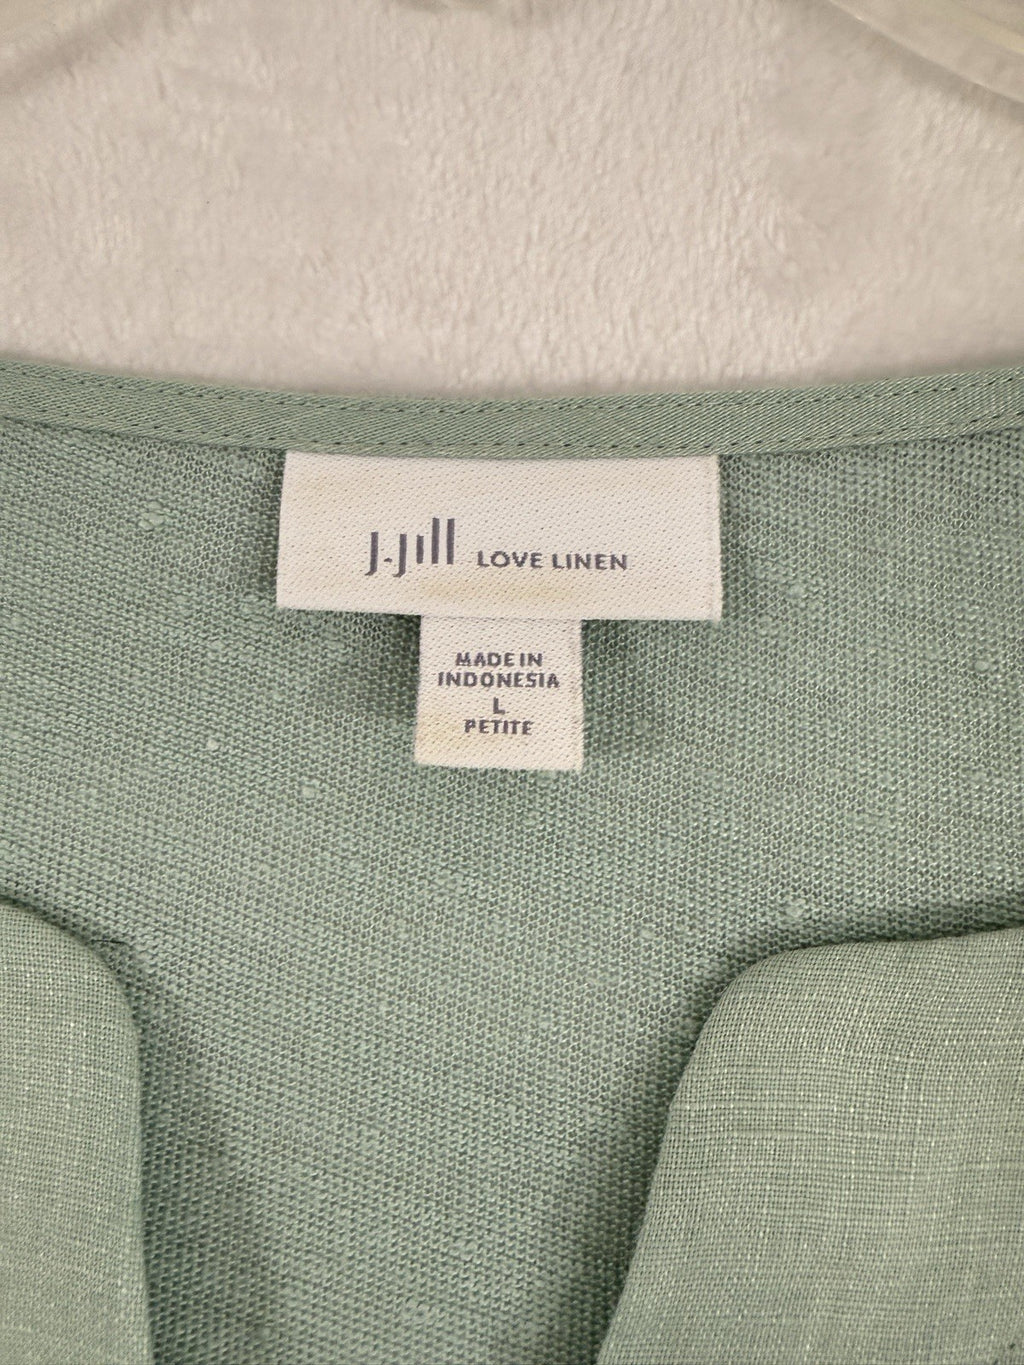 J.Jill LOVE LINEN
MADE IN
INDONESIA
L
PETITE